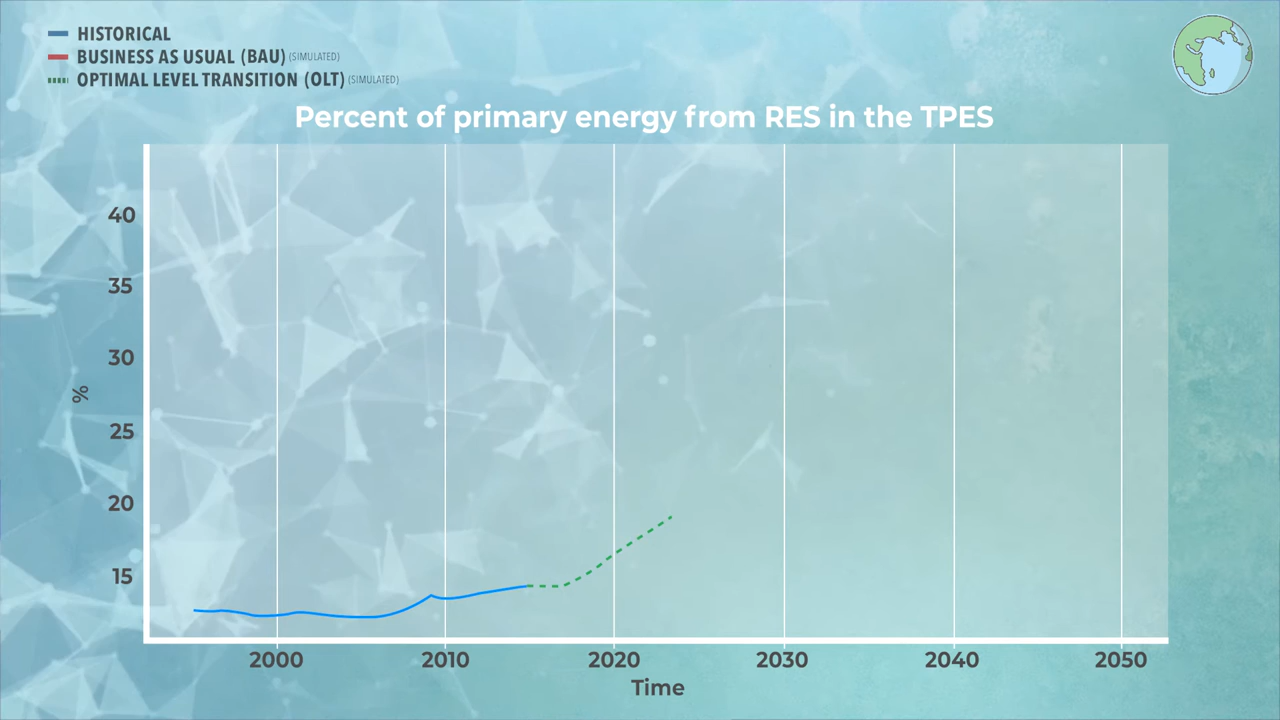 HISTORICAL
BUSINESS AS USUAL (BAU) (SIMULATED)
OPTIMAL LEVEL TRANSITION (OLT) (SIMULATED)
Percent of primary energy from RES in the TPES
40
35
30
%
25
20
15
2000 2010 2020 2030 2040 2050
Time